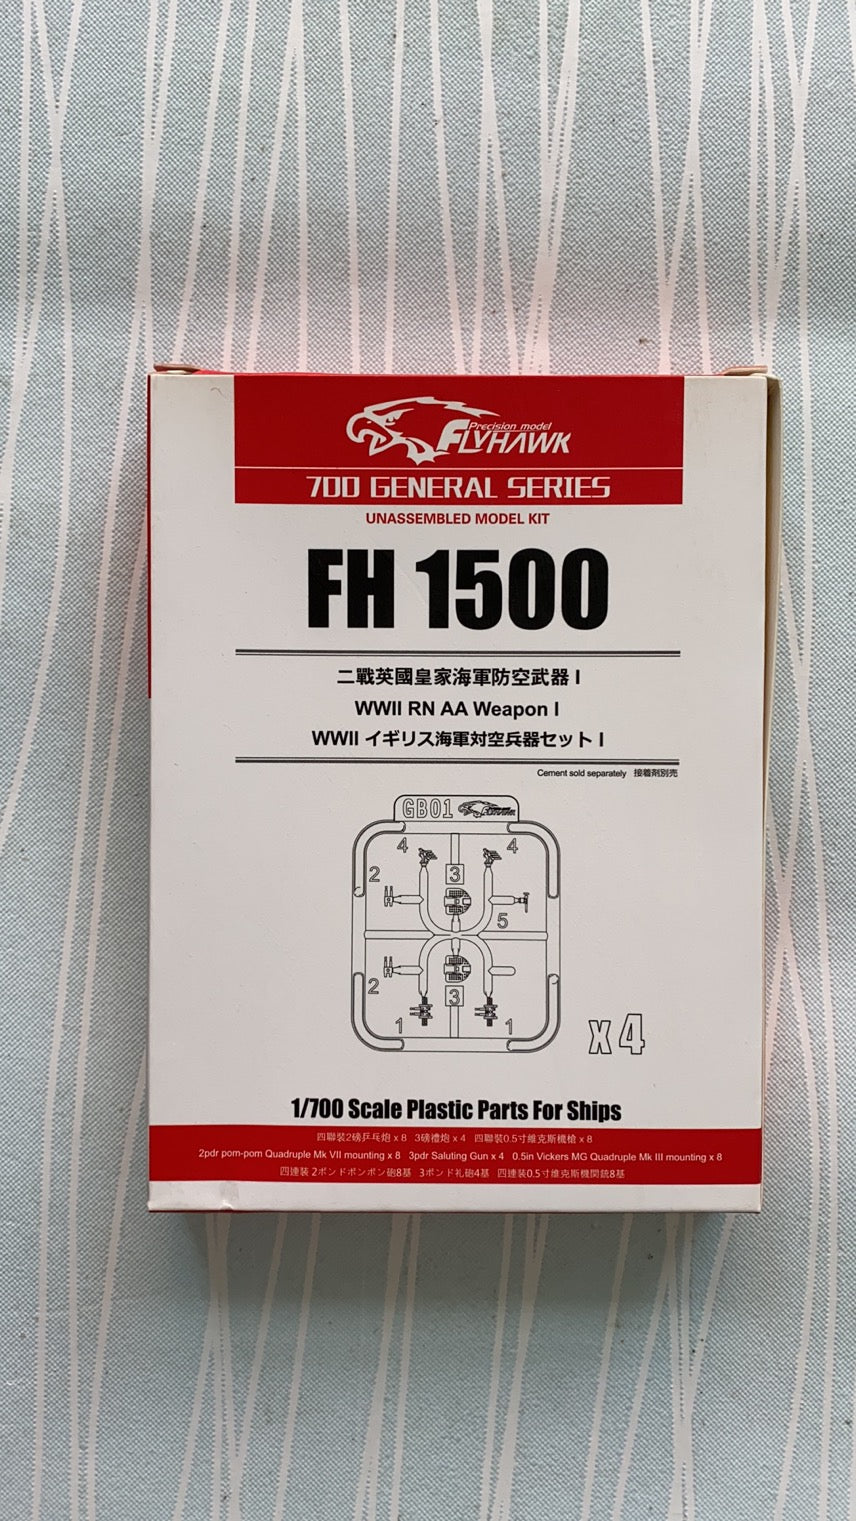 Precision model
FLYHAWK
700 GENERAL SERIES
UNASSEMBLED MODEL KIT
FH 1500
二戰英國皇家海軍防空武器 I
WWII RN AA Weapon I
WWII イギリス海軍対空兵器セット I
Cement sold separately 接着剤別売
GB01 FLYHAWK
4 4
2 3
5
2 3
1 1
x 4
1/700 Scale Plastic Parts For Ships
四聯裝2磅乒乓炮 x 8 3磅禮炮 x 4 四聯裝0.5寸維克斯機槍 x 8
2pdr pom-pom Quadruple Mk VII mounting x 8 3pdr Saluting Gun x 4 0.5in Vickers MG Quadruple Mk III mounting x 8
四連裝 2ポンドポンポン砲8基 3ポンド礼砲4基 四連装0.5寸維克斯機関銃8基